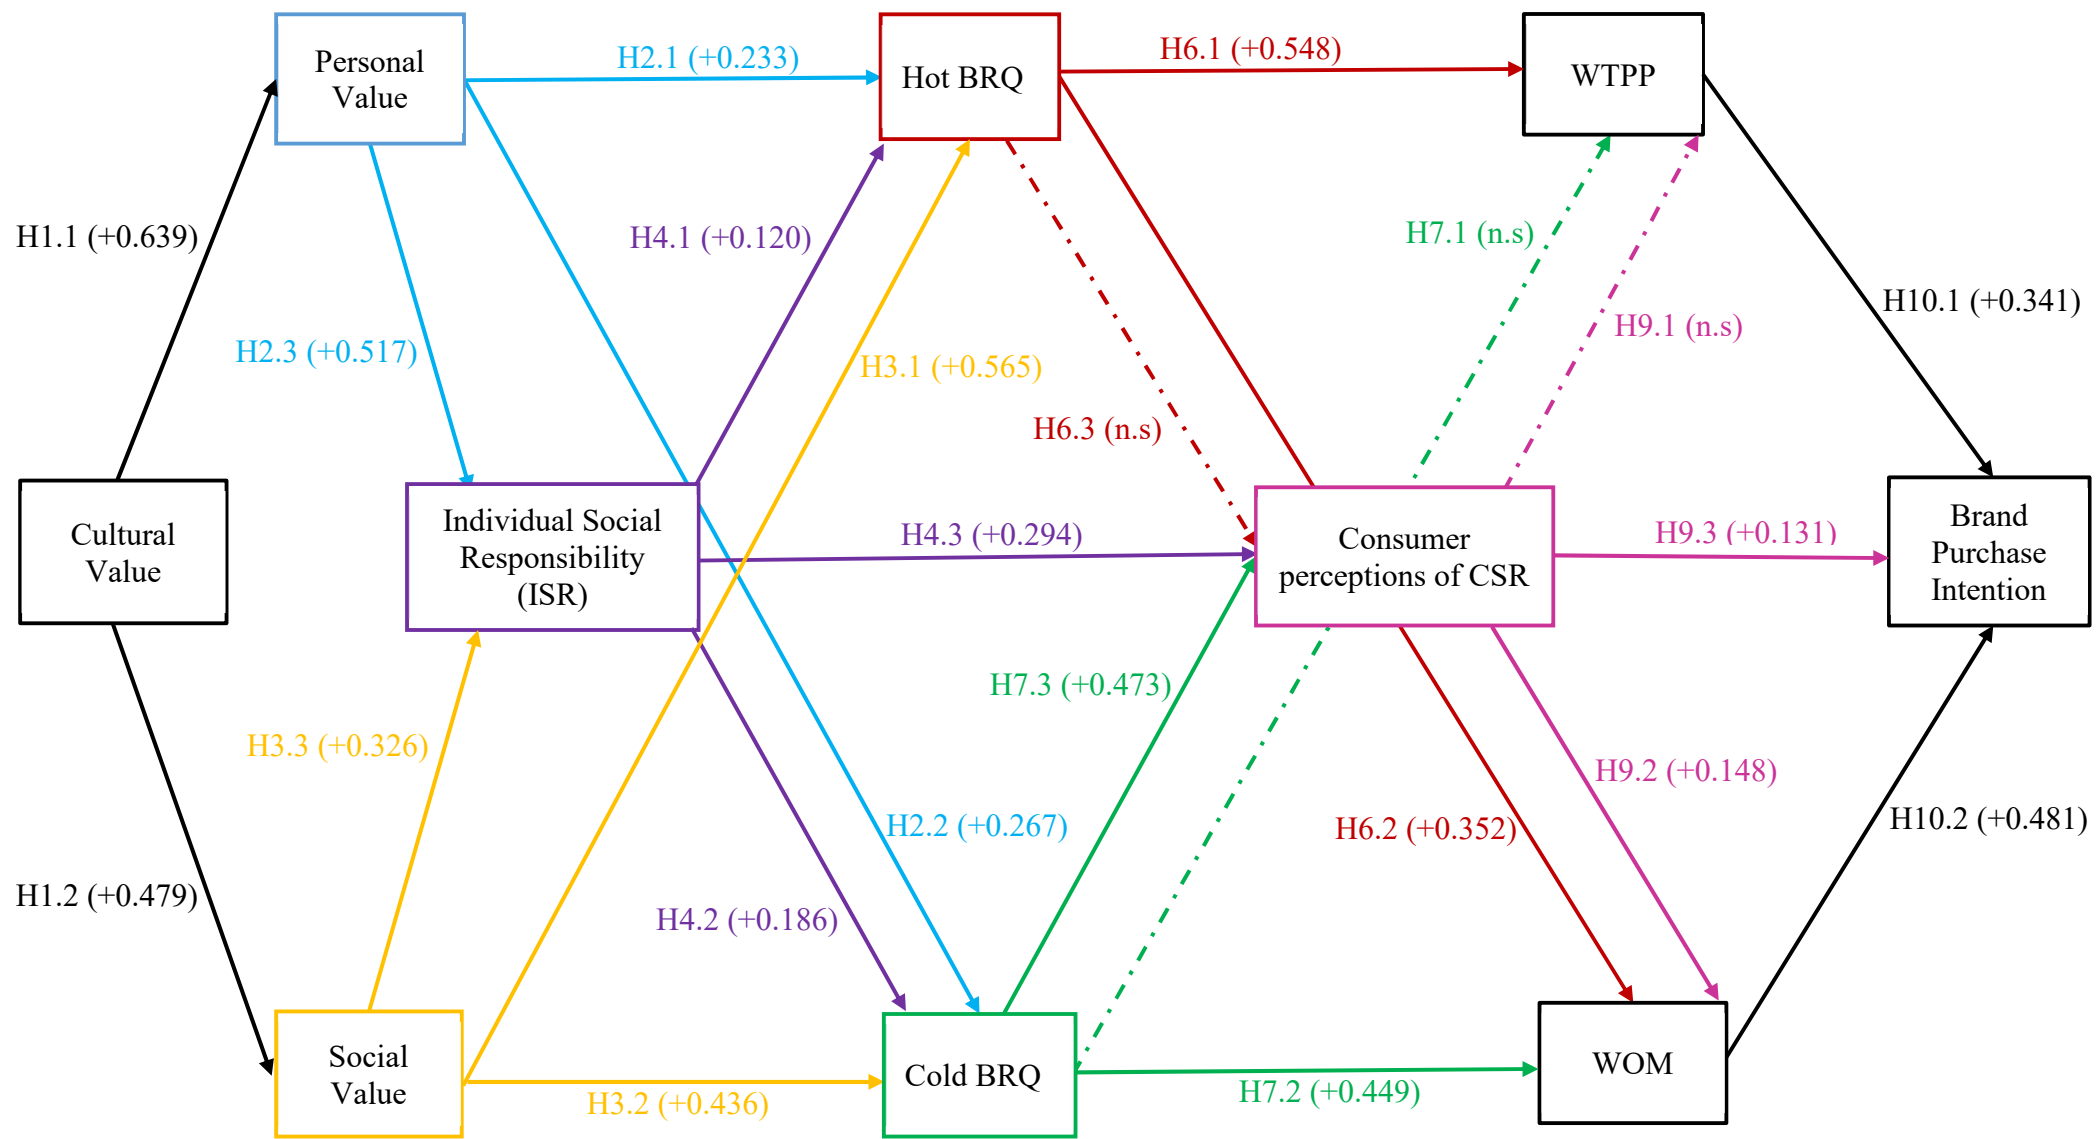 Personal
Value
H2.1 (+0.233)
Hot BRQ
H6.1 (+0.548)
WTPP
H1.1 (+0.639)
H4.1 (+0.120)
H7.1 (n.s)
H10.1 (+0.341)
H9.1 (n.s)
H2.3 (+0.517)
H3.1 (+0.565)
H6.3 (n.s)
Cultural
Value
Individual Social
Responsibility
(ISR)
H4.3 (+0.294)
Consumer
perceptions of CSR
H9.3 (+0.131)
Brand
Purchase
Intention
H7.3 (+0.473)
H3.3 (+0.326)
H9.2 (+0.148)
H2.2 (+0.267)
H6.2 (+0.352)
H10.2 (+0.481)
H1.2 (+0.479)
H4.2 (+0.186)
Social
Value
H3.2 (+0.436)
Cold BRQ
H7.2 (+0.449)
WOM